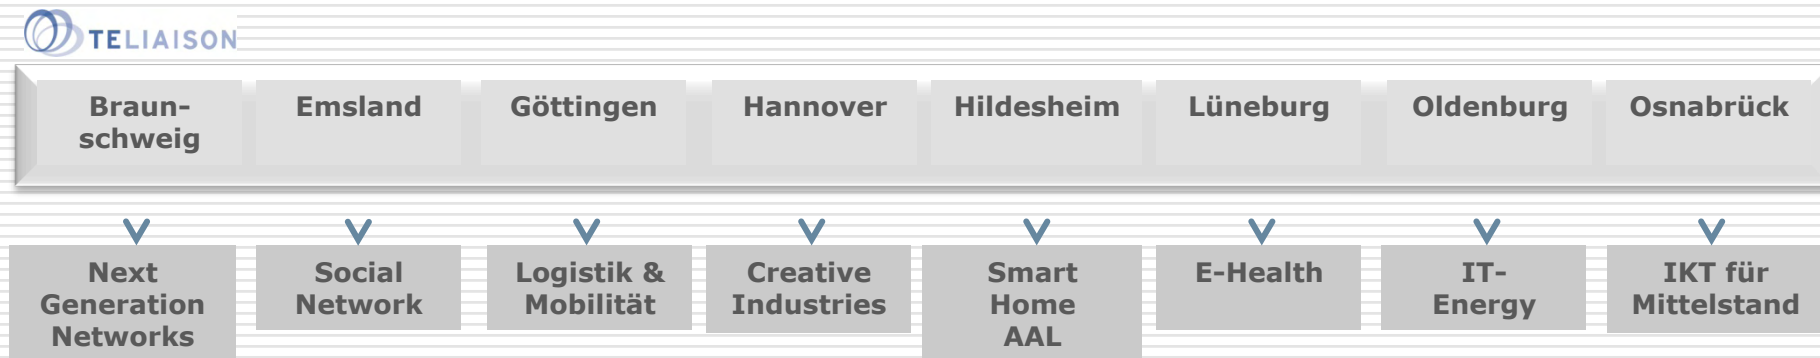 TELIAISON
Braun-
schweig
Emsland
Göttingen
Hannover
Hildesheim
Lüneburg
Oldenburg
Osnabrück
Next
Generation
Networks
Social
Network
Logistik &
Mobilität
Creative
Industries
Smart
Home
AAL
E-Health
IT-
Energy
IKT für
Mittelstand